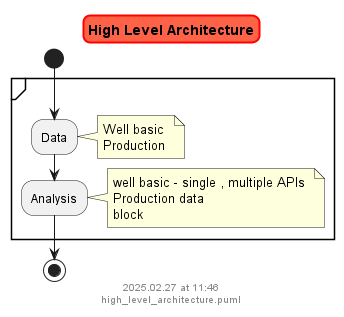 High Level Architecture
Data
Well basic
Production
Analysis
well basic - single , multiple APIs
Production data
block
2025.02.27 at 11:46
high_level_architecture.puml